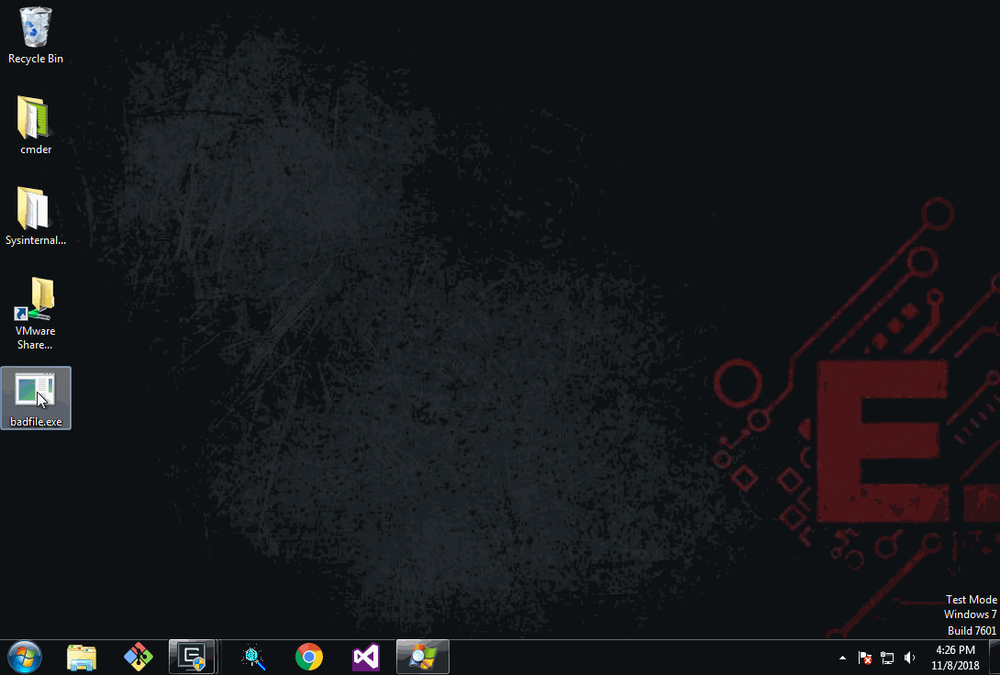 Recycle Bin
cmder
Sysinternal...
VMware
Share...
badfile.exe
E
Test Mode
Windows 7
Build 7601
4:26 PM
11/8/2018